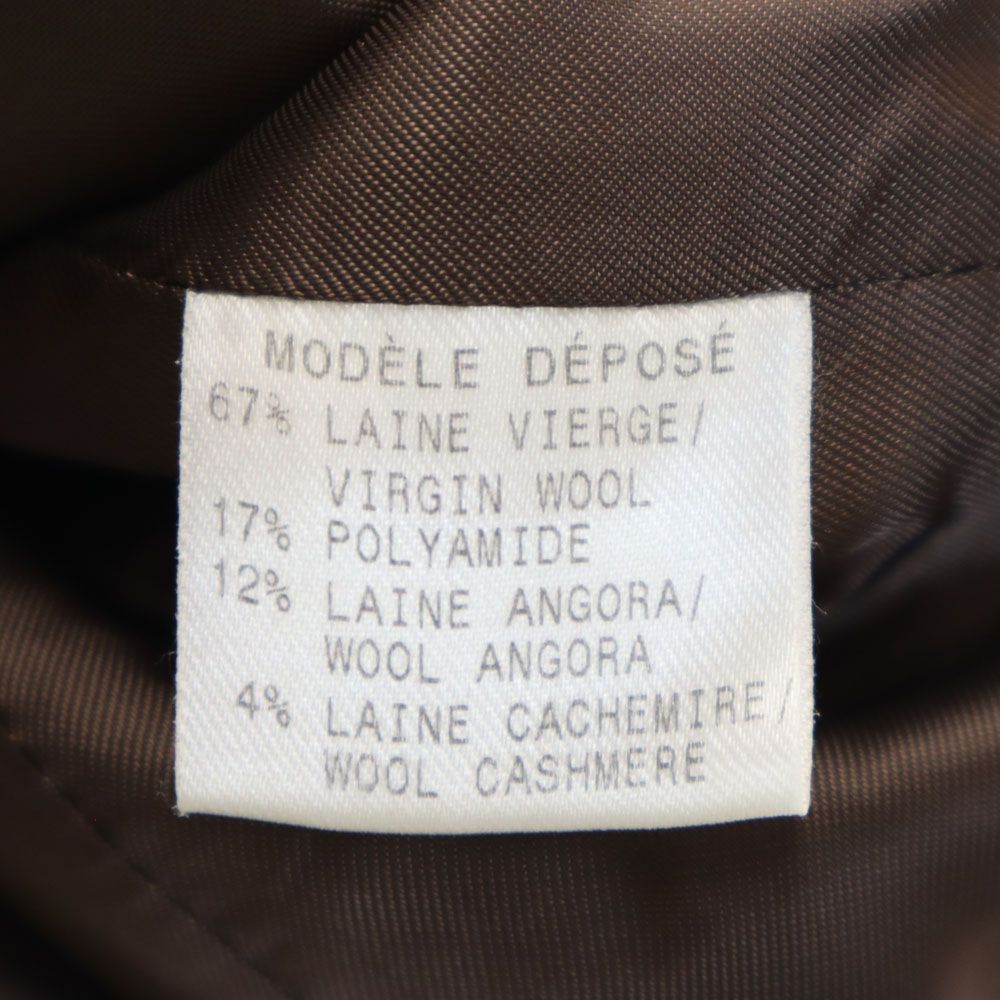 MODÈLE DÉPOSÉ
67% LAINE VIERGE/
VIRGIN WOOL
17% POLYAMIDE
12% LAINE ANGORA/
WOOL ANGORA
4% LAINE CACHEMIRE/
WOOL CASHMERE